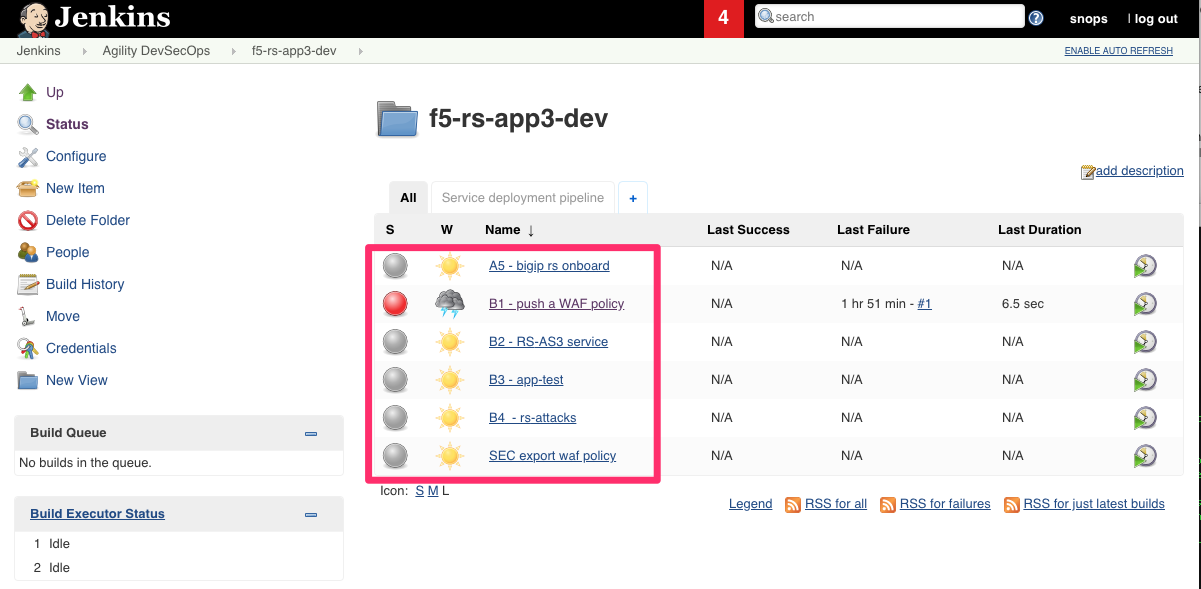 Jenkins
4
search
?
snops | log out
Jenkins Agility DevSecOps f5-rs-app3-dev
ENABLE AUTO REFRESH
Up
Status
Configure
New Item
Delete Folder
People
Build History
Move
Credentials
New View
Build Queue
No builds in the queue.
Build Executor Status
1 Idle
2 Idle
f5-rs-app3-dev
add description
All Service deployment pipeline +
S W Name ↓ Last Success Last Failure Last Duration
A5 - bigip rs onboard N/A N/A N/A
B1 - push a WAF policy N/A 1 hr 51 min - #1 6.5 sec
B2 - RS-AS3 service N/A N/A N/A
B3 - app-test N/A N/A N/A
B4 - rs-attacks N/A N/A N/A
SEC export waf policy N/A N/A N/A
Icon: S M L
Legend RSS for all RSS for failures RSS for just latest builds